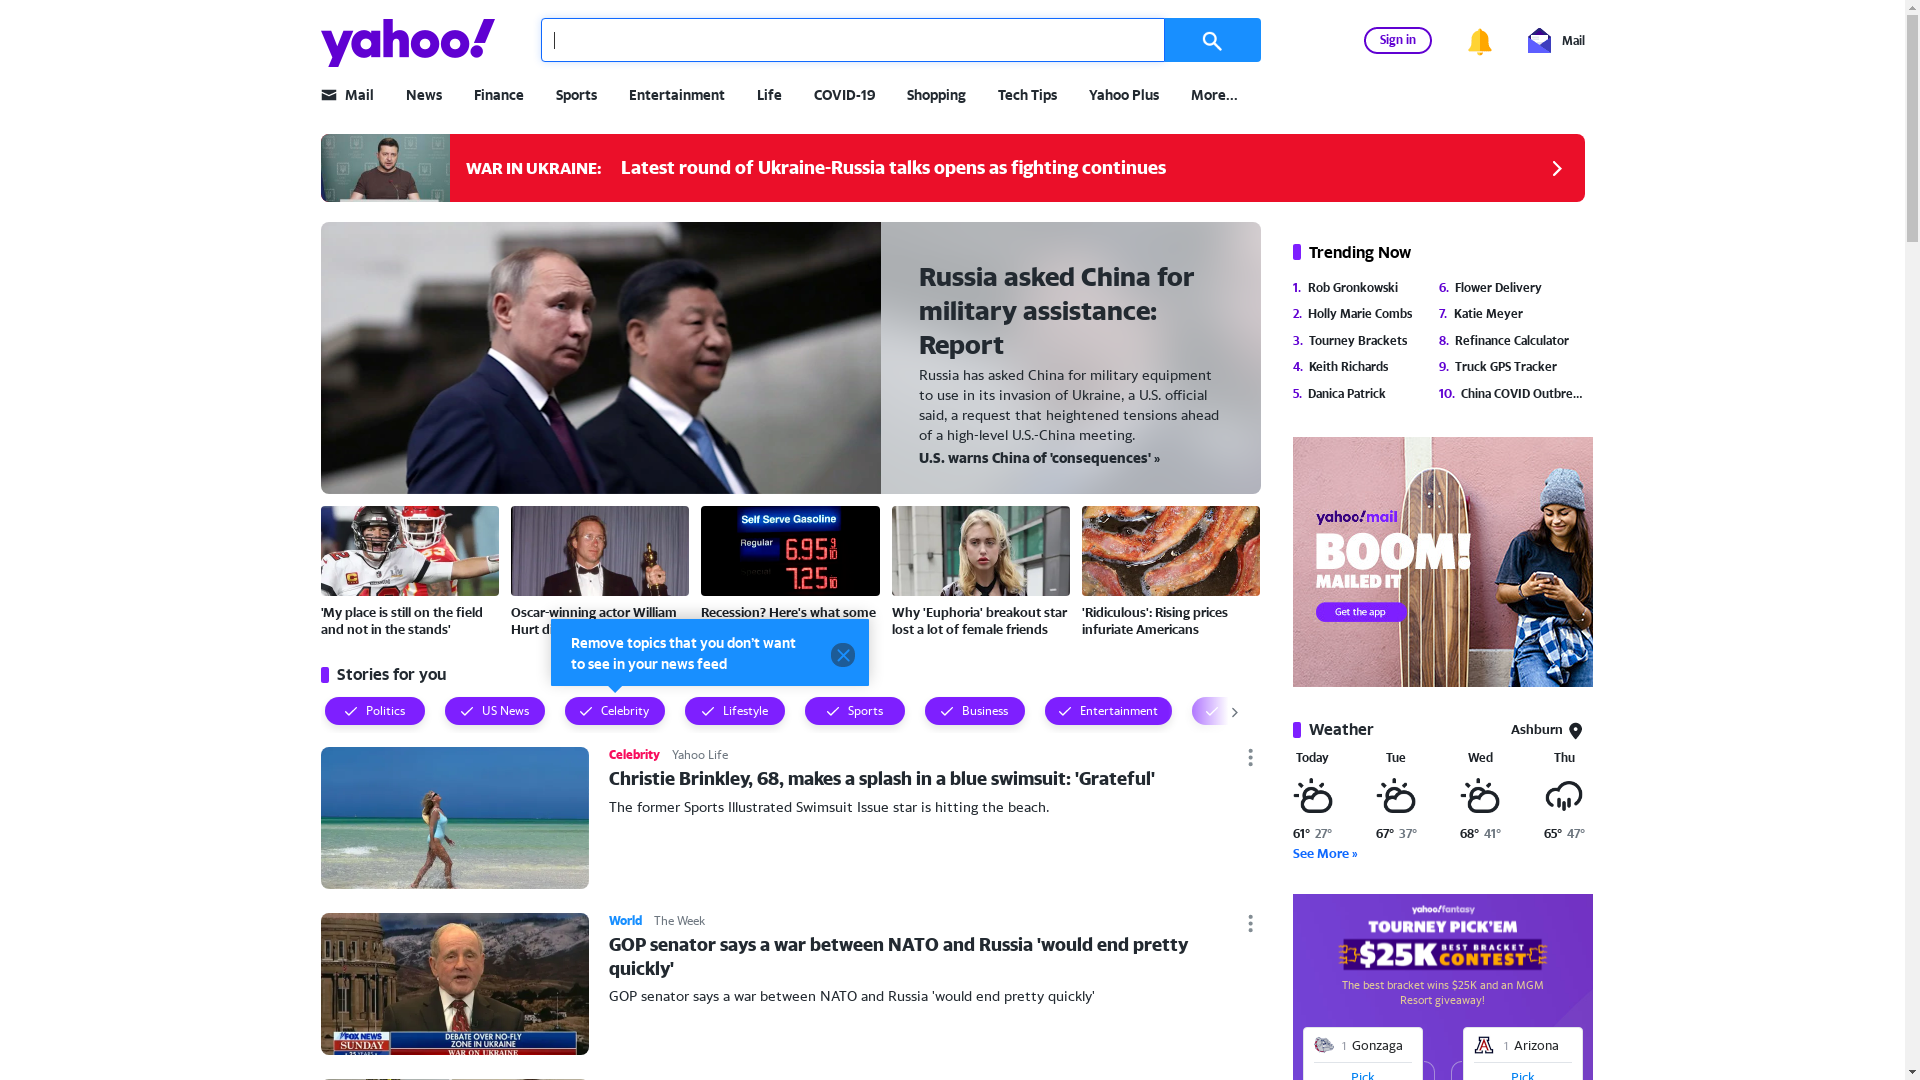 yahoo!
Sign in
Mail
Mail
News
Finance
Sports
Entertainment
Life
COVID-19
Shopping
Tech Tips
Yahoo Plus
More...
WAR IN UKRAINE:
Latest round of Ukraine-Russia talks opens as fighting continues
Russia asked China for
military assistance:
Report
Russia has asked China for military equipment
to use in its invasion of Ukraine, a U.S. official
said, a request that heightened tensions ahead
of a high-level U.S.-China meeting.
U.S. warns China of 'consequences' »
Self Serve Gasoline
Regular
6.95 9/10
7.25 9/10
'My place is still on the field
and not in the stands'
Oscar-winning actor William
Hurt di
Recession? Here's what some
Why 'Euphoria' breakout star
lost a lot of female friends
'Ridiculous': Rising prices
infuriate Americans
Remove topics that you don't want
to see in your news feed
Stories for you
Politics
US News
Celebrity
Lifestyle
Sports
Business
Entertainment
Celebrity Yahoo Life
Christie Brinkley, 68, makes a splash in a blue swimsuit: 'Grateful'
The former Sports Illustrated Swimsuit Issue star is hitting the beach.
World The Week
GOP senator says a war between NATO and Russia 'would end pretty
quickly'
GOP senator says a war between NATO and Russia 'would end pretty quickly'
FOX NEWS
SUNDAY
25 YEARS
DEBATE OVER NO-FLY
ZONE IN UKRAINE
WAR ON UKRAINE
Trending Now
1. Rob Gronkowski
2. Holly Marie Combs
3. Tourney Brackets
4. Keith Richards
5. Danica Patrick
6. Flower Delivery
7. Katie Meyer
8. Refinance Calculator
9. Truck GPS Tracker
10. China COVID Outbre...
yahoo!mail
BOOM!
MAILED IT
Get the app
Weather
Ashburn
Today
Tue
Wed
Thu
61° 27°
67° 37°
68° 41°
65° 47°
See More »
yahoo!fantasy
TOURNEY PICK'EM
$25K BEST BRACKET
CONTEST
The best bracket wins $25K and an MGM
Resort giveaway!
1 Gonzaga
Pick
1 Arizona
Pick